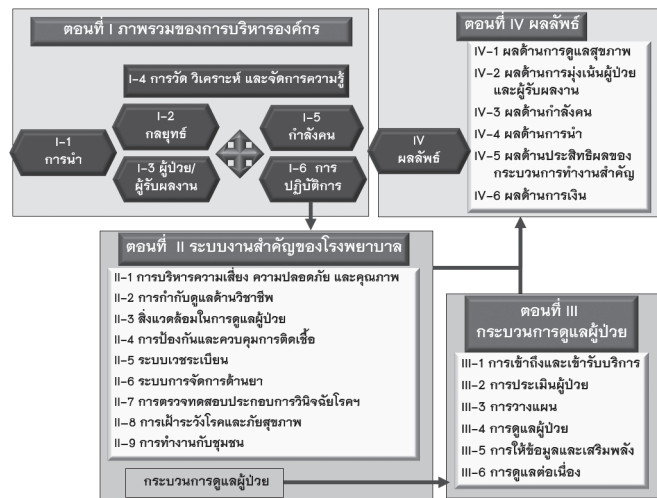 ตอนที่ I ภาพรวมของการบริหารองค์กร
I-4 การวัด วิเคราะห์ และจัดการความรู้
I-1
การนำ
I-2
กลยุทธ์
I-3 ผู้ป่วย/
ผู้รับผลงาน
I-5
กำลังคน
I-6 การ
ปฏิบัติการ
IV
ผลลัพธ์
ตอนที่ IV ผลลัพธ์
IV-1 ผลด้านการดูแลสุขภาพ
IV-2 ผลด้านการมุ่งเน้นผู้ป่วย
และผู้รับผลงาน
IV-3 ผลด้านกำลังคน
IV-4 ผลด้านการนำ
IV-5 ผลด้านประสิทธิผลของ
กระบวนการทำงานสำคัญ
IV-6 ผลด้านการเงิน
ตอนที่ II ระบบงานสำคัญของโรงพยาบาล
II-1 การบริหารความเสี่ยง ความปลอดภัย และคุณภาพ
II-2 การกำกับดูแลด้านวิชาชีพ
II-3 สิ่งแวดล้อมในการดูแลผู้ป่วย
II-4 การป้องกันและควบคุมการติดเชื้อ
II-5 ระบบเวชระเบียน
II-6 ระบบการจัดการด้านยา
II-7 การตรวจทดสอบประกอบการวินิจฉัยโรคฯ
II-8 การเฝ้าระวังโรคและภัยสุขภาพ
II-9 การทำงานกับชุมชน
กระบวนการดูแลผู้ป่วย
ตอนที่ III
กระบวนการดูแลผู้ป่วย
III-1 การเข้าถึงและเข้ารับบริการ
III-2 การประเมินผู้ป่วย
III-3 การวางแผน
III-4 การดูแลผู้ป่วย
III-5 การให้ข้อมูลและเสริมพลัง
III-6 การดูแลต่อเนื่อง